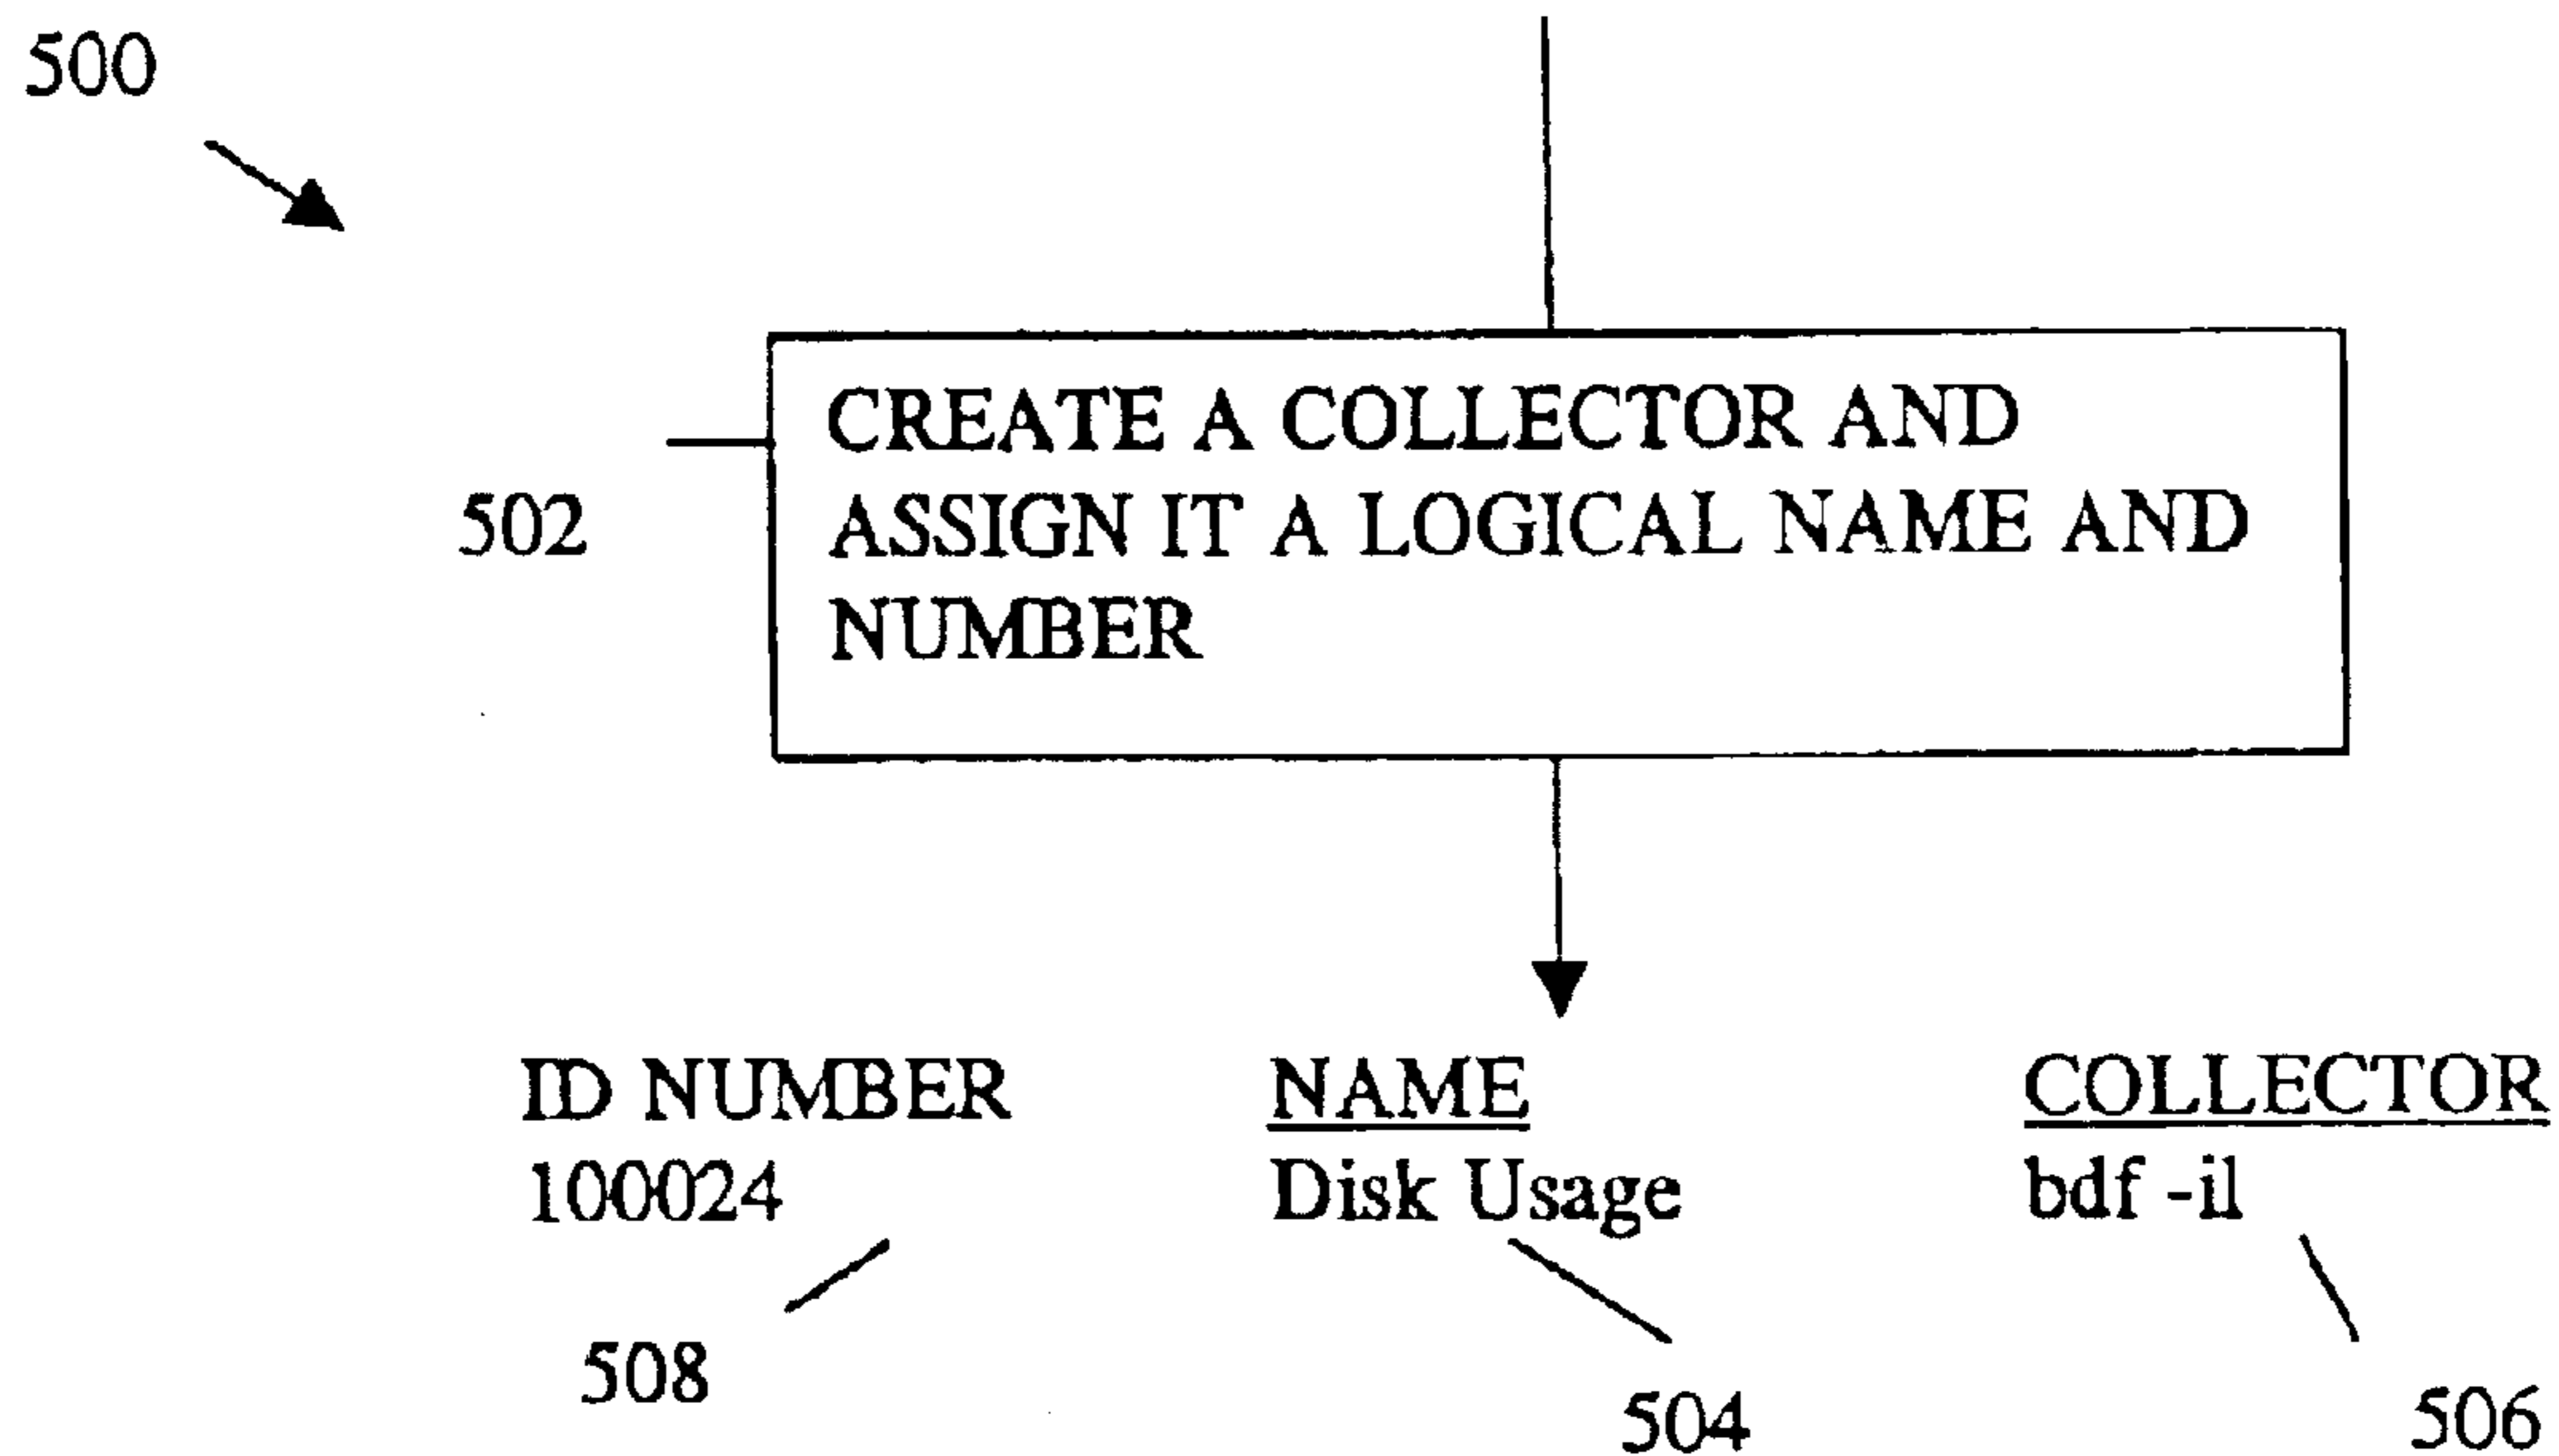 500
CREATE A COLLECTOR AND
ASSIGN IT A LOGICAL NAME AND
NUMBER
502
ID NUMBER NAME COLLECTOR
100024 Disk Usage bdf -il
508 504 506